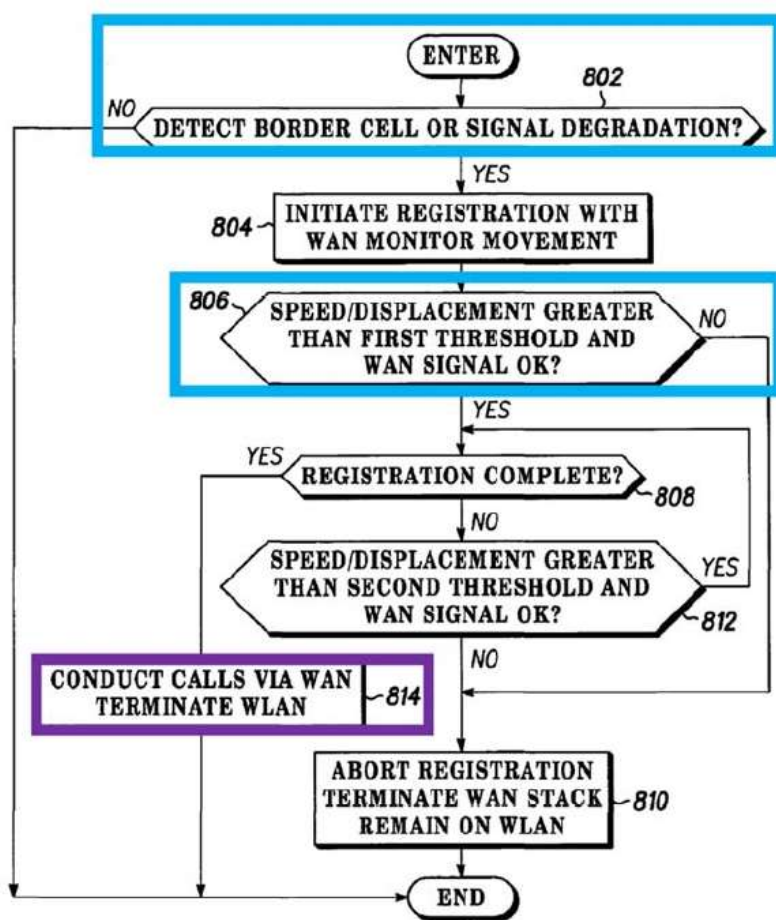 ENTER
802
NO
DETECT BORDER CELL OR SIGNAL DEGRADATION?
YES
804
INITIATE REGISTRATION WITH
WAN MONITOR MOVEMENT
806
SPEED/DISPLACEMENT GREATER
THAN FIRST THRESHOLD AND
WAN SIGNAL OK?
NO
YES
YES
REGISTRATION COMPLETE?
808
NO
SPEED/DISPLACEMENT GREATER
THAN SECOND THRESHOLD AND
WAN SIGNAL OK?
YES
812
NO
CONDUCT CALLS VIA WAN
TERMINATE WLAN
814
ABORT REGISTRATION
TERMINATE WAN STACK
REMAIN ON WLAN
810
END